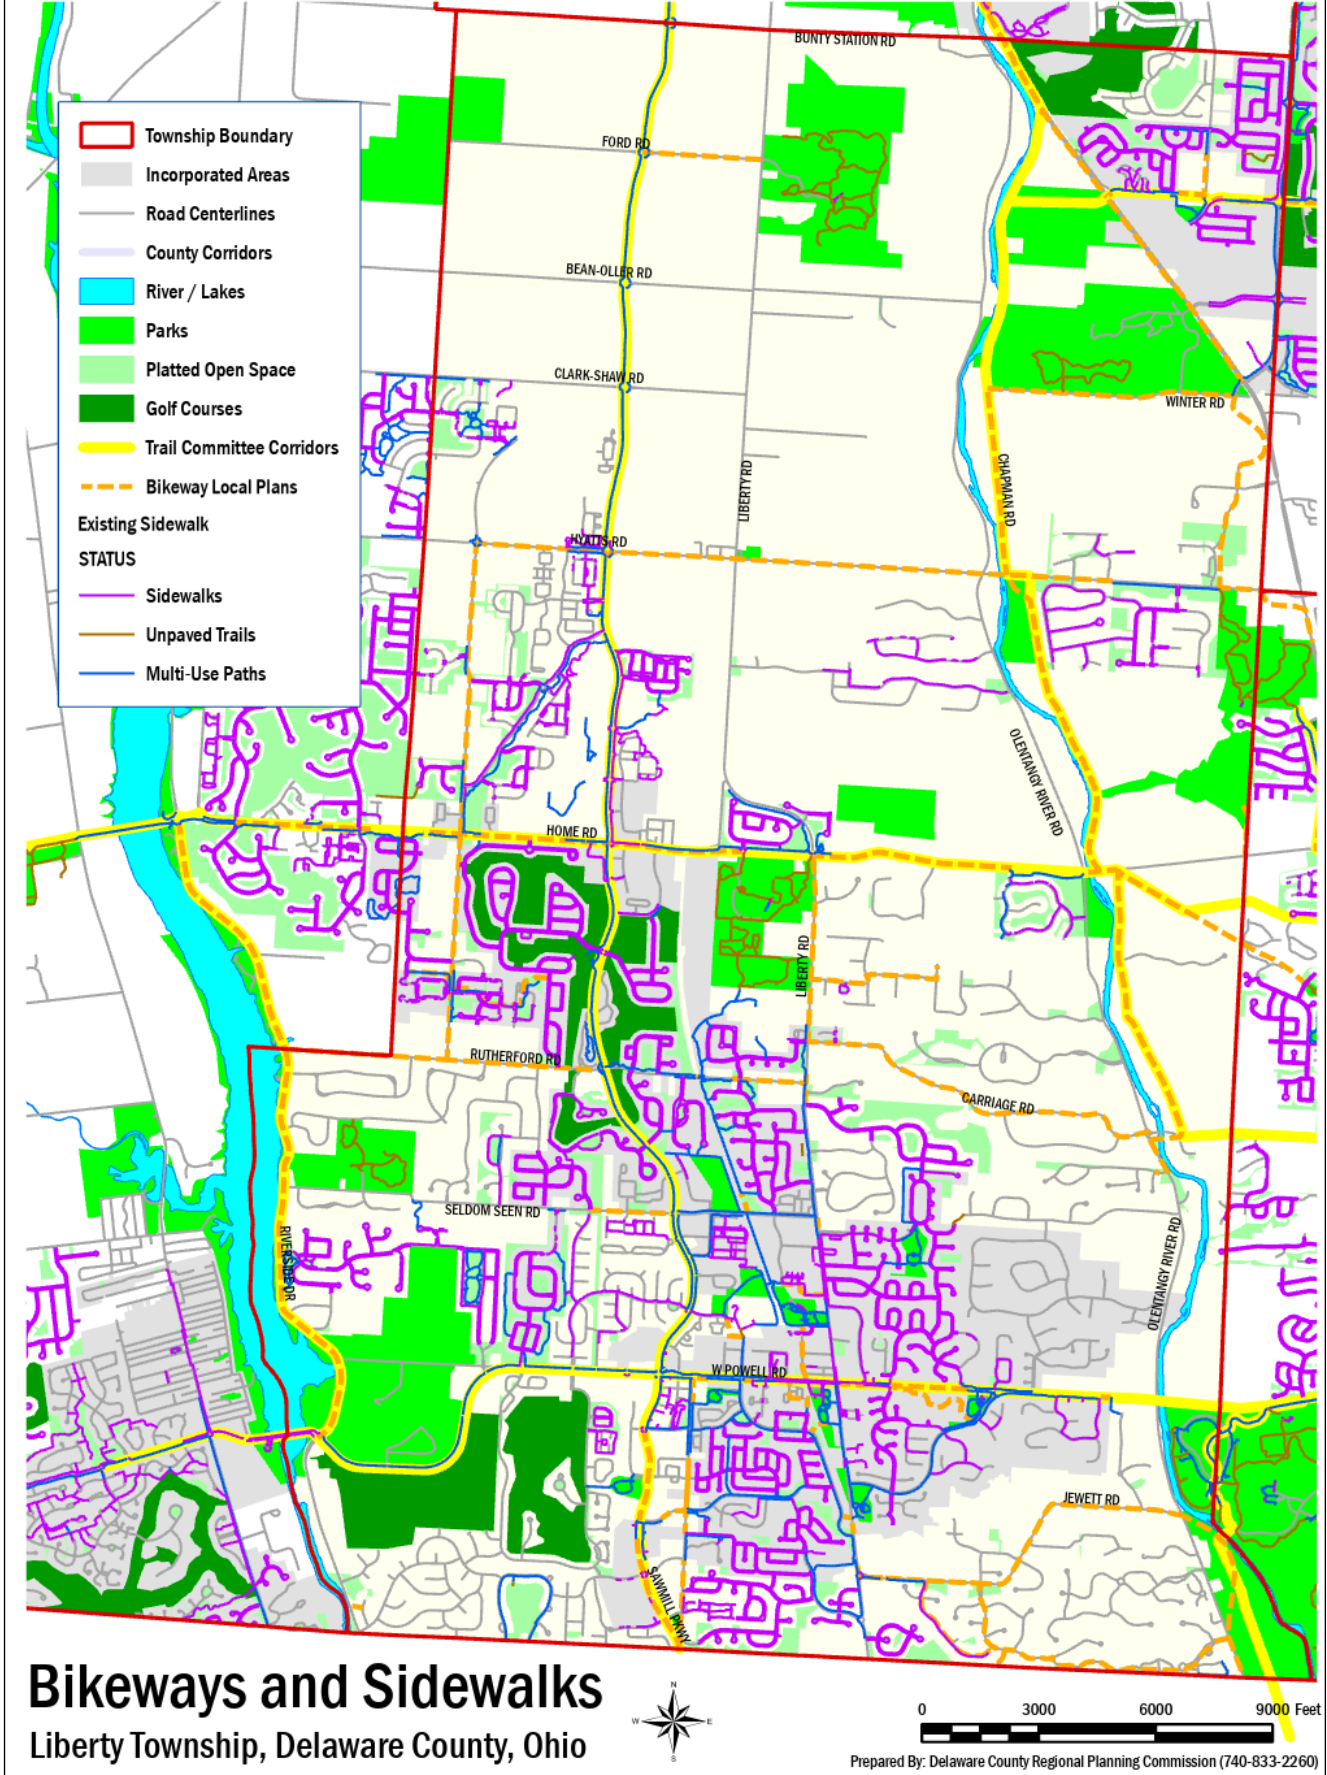 BUNTY STATION RD
Township Boundary
FORD RD
Incorporated Areas
Road Centerlines
County Corridors
BEAN-OLLER RD
River / Lakes
Parks
Platted Open Space
CLARK-SHAW RD
Golf Courses
WINTER RD
Trail Committee Corridors
Bikeway Local Plans
LIBERTY RD
CHAPMAN RD
Existing Sidewalk
HYATTS RD
STATUS
Sidewalks
Unpaved Trails
Multi-Use Paths
OLENTANGY RIVER RD
HOME RD
LIBERTY RD
RUTHERFORD RD
CARRIAGE RD
SELDOM SEEN RD
RIVERSIDE DR
OLENTANGY RIVER RD
W POWELL RD
JEWETT RD
SAWMILL PKWY
Bikeways and Sidewalks
Liberty Township, Delaware County, Ohio
N
W E
S
0 3000 6000 9000 Feet
Prepared By: Delaware County Regional Planning Commission (740-833-2260)